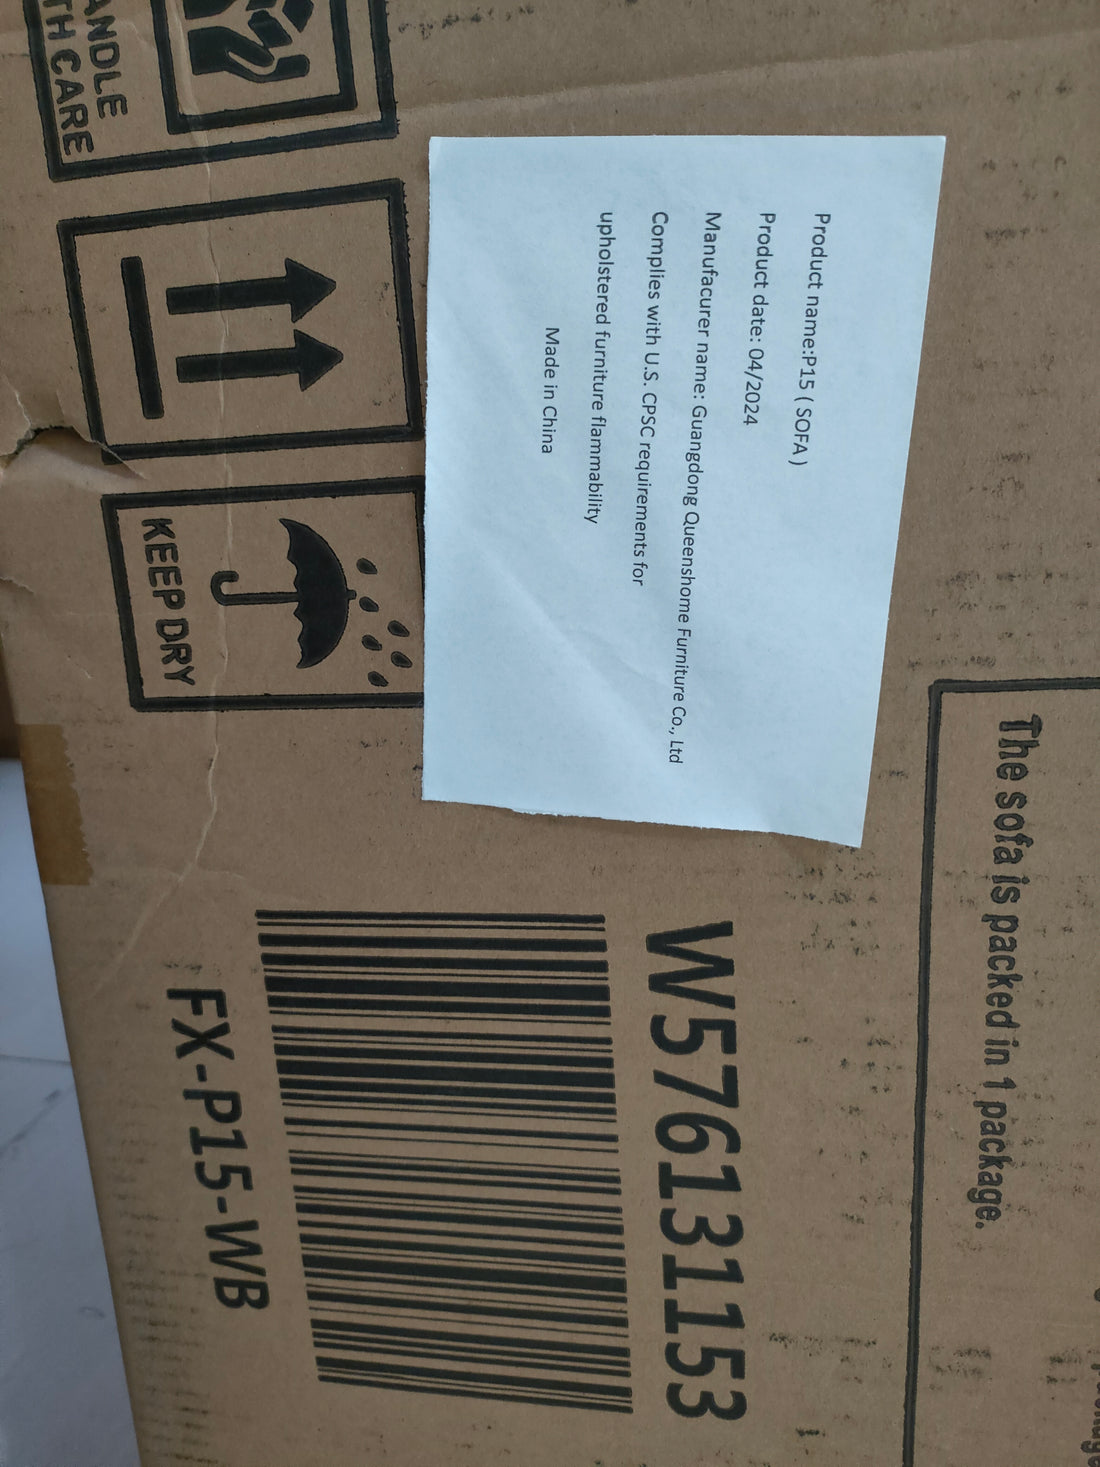 HANDLE
WITH CARE
KEEP DRY
Product name:P15 ( SOFA )
Product date: 04/2024
Manufacurer name: Guangdong Queenshome Furniture Co., Ltd
Complies with U.S. CPSC requirements for
upholstered furniture flammability
Made in China
The sofa is packed in 1 package.
W576131153
FX-P15-WB